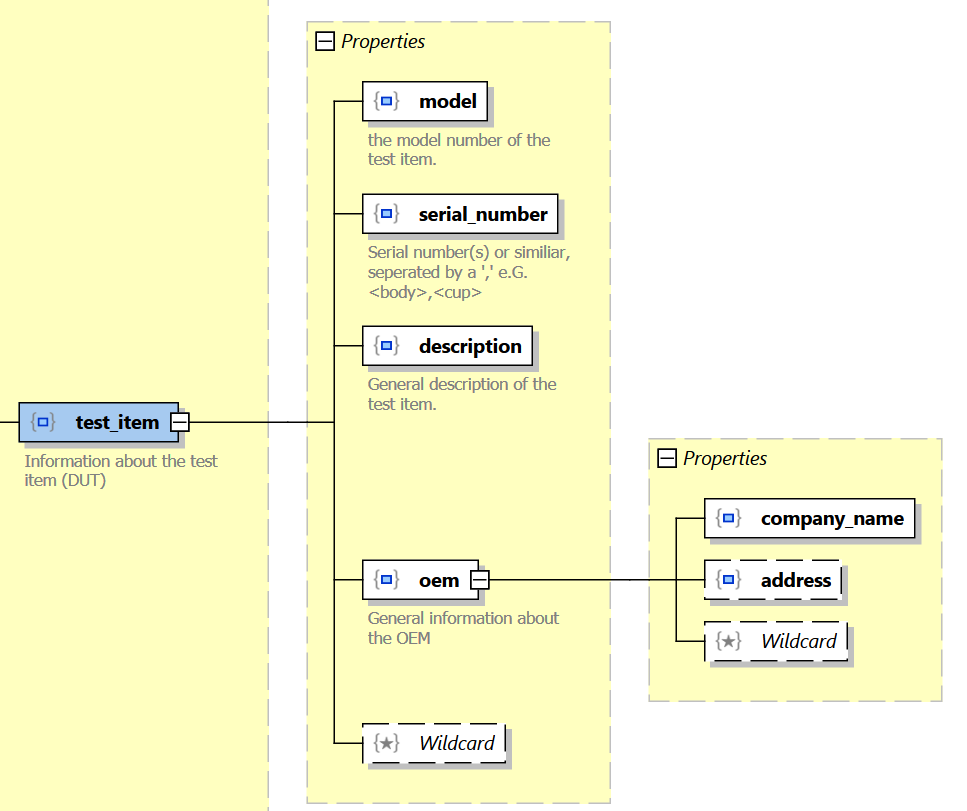 Properties
model
the model number of the
test item.
serial_number
Serial number(s) or similiar,
seperated by a ',' e.G.
<body>,<cup>
description
General description of the
test item.
test_item
Information about the test
item (DUT)
oem
General information about
the OEM
Wildcard
Properties
company_name
address
Wildcard